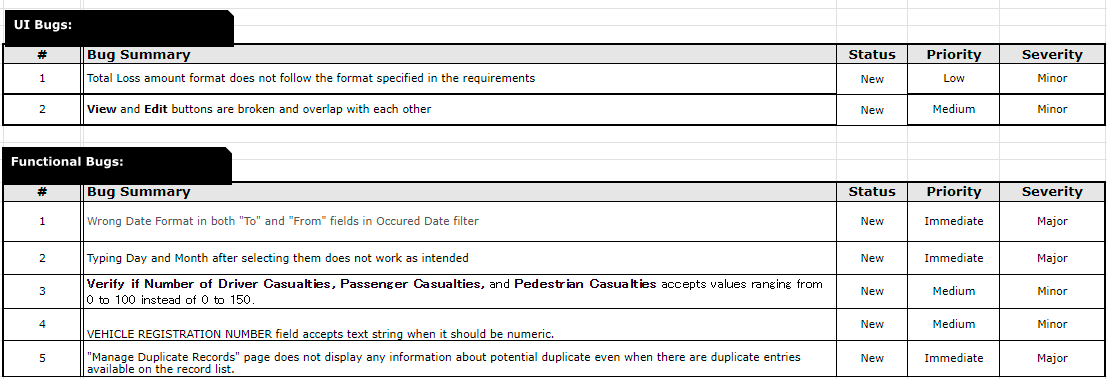 UI Bugs:
# Bug Summary Status Priority Severity
1 Total Loss amount format does not follow the format specified in the requirements New Low Minor
2 View and Edit buttons are broken and overlap with each other New Medium Minor
Functional Bugs:
# Bug Summary Status Priority Severity
1 Wrong Date Format in both "To" and "From" fields in Occured Date filter New Immediate Major
2 Typing Day and Month after selecting them does not work as intended New Immediate Major
3 Verify if Number of Driver Casualties, Passenger Casualties, and Pedestrian Casualties accepts values ranging from New Medium Minor
0 to 100 instead of 0 to 150.
4 VEHICLE REGISTRATION NUMBER field accepts text string when it should be numeric. New Medium Minor
5 "Manage Duplicate Records" page does not display any information about potential duplicate even when there are duplicate entries New Immediate Major
available on the record list.